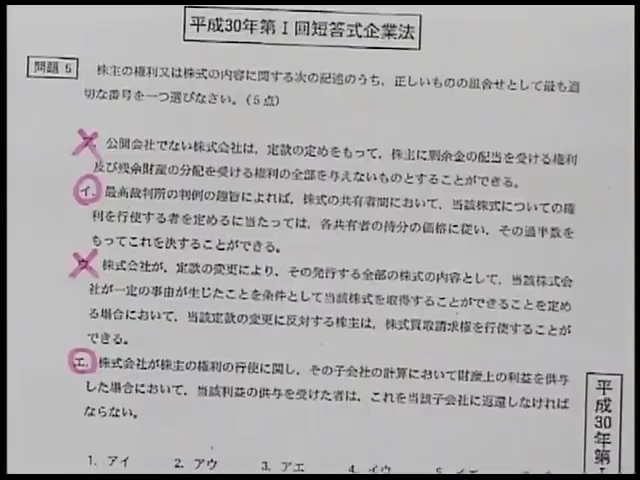 平成30年第Ⅰ回短答式企業法
問題 5
株主の権利又は株式の内容に関する次の記述のうち、正しいものの組合せとして最も適
切な番号を一つ選びなさい。(5点)
公開会社でない株式会社は、定款の定めをもって、株主に剰余金の配当を受ける権利
及び残余財産の分配を受ける権利の全部を与えないものとすることができる。
イ. 最高裁判所の判例の趣旨によれば、株式の共有者間において、当該株式についての権
利を行使する者を定めるに当たっては、各共有者の持分の価格に従い、その過半数を
もってこれを決することができる。
ウ. 株式会社が、定款の変更により、その発行する全部の株式の内容として、当該株式会
社が一定の事由が生じたことを条件として当該株式を取得することができることを定め
る場合において、当該定款の変更に反対する株主は、株式買取請求権を行使することが
できる。
エ. 株式会社が株主の権利の行使に関し、その子会社の計算において財産上の利益を供与
した場合において、当該利益の供与を受けた者は、これを当該子会社に返還しなければ
ならない。
1. アイ 2. アウ 3. アエ 4. イウ 5. イエ
平成30年第Ⅰ